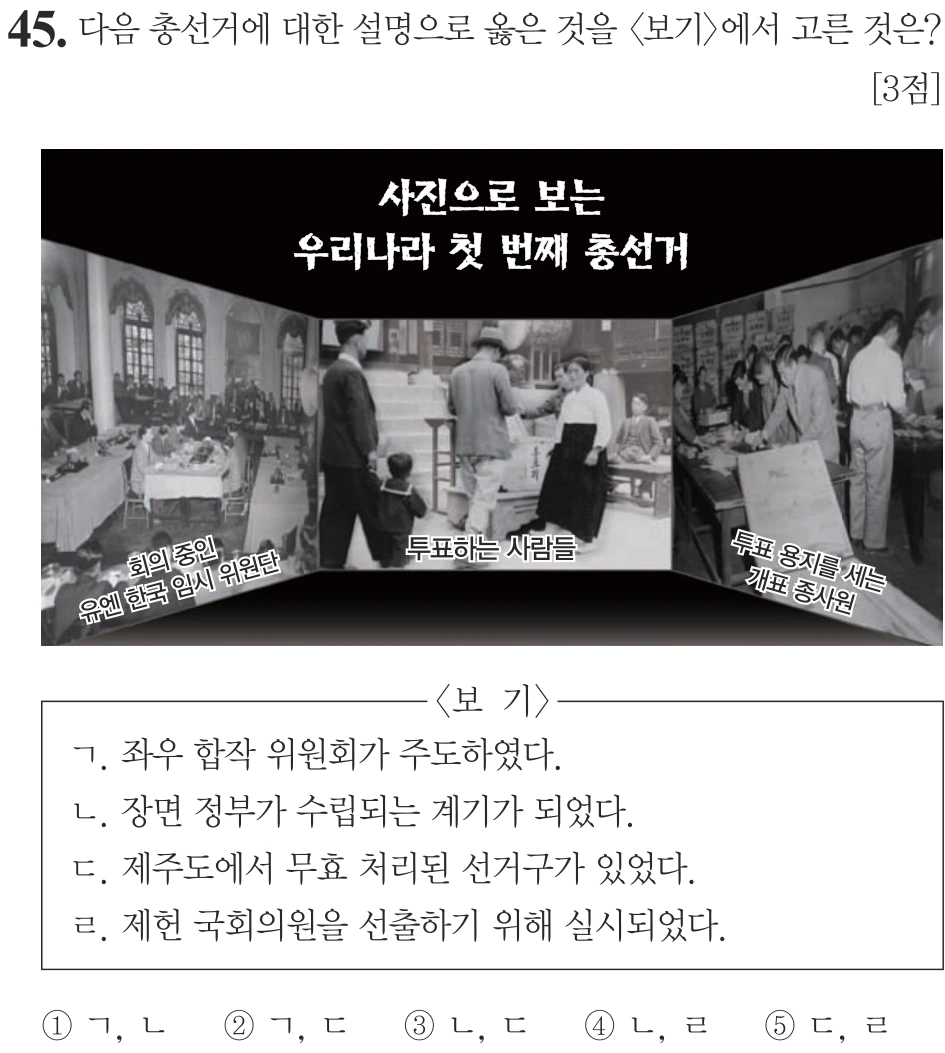 45. 다음 총선거에 대한 설명으로 옳은 것을 〈보기〉에서 고른 것은?
[3점]
사진으로 보는
우리나라 첫 번째 총선거
회의 중인
유엔 한국 임시 위원단
투표하는 사람들
투표 용지를 세는
개표 종사원
〈보 기〉
ㄱ. 좌우 합작 위원회가 주도하였다.
ㄴ. 장면 정부가 수립되는 계기가 되었다.
ㄷ. 제주도에서 무효 처리된 선거구가 있었다.
ㄹ. 제헌 국회의원을 선출하기 위해 실시되었다.
① ㄱ, ㄴ ② ㄱ, ㄷ ③ ㄴ, ㄷ ④ ㄴ, ㄹ ⑤ ㄷ, ㄹ